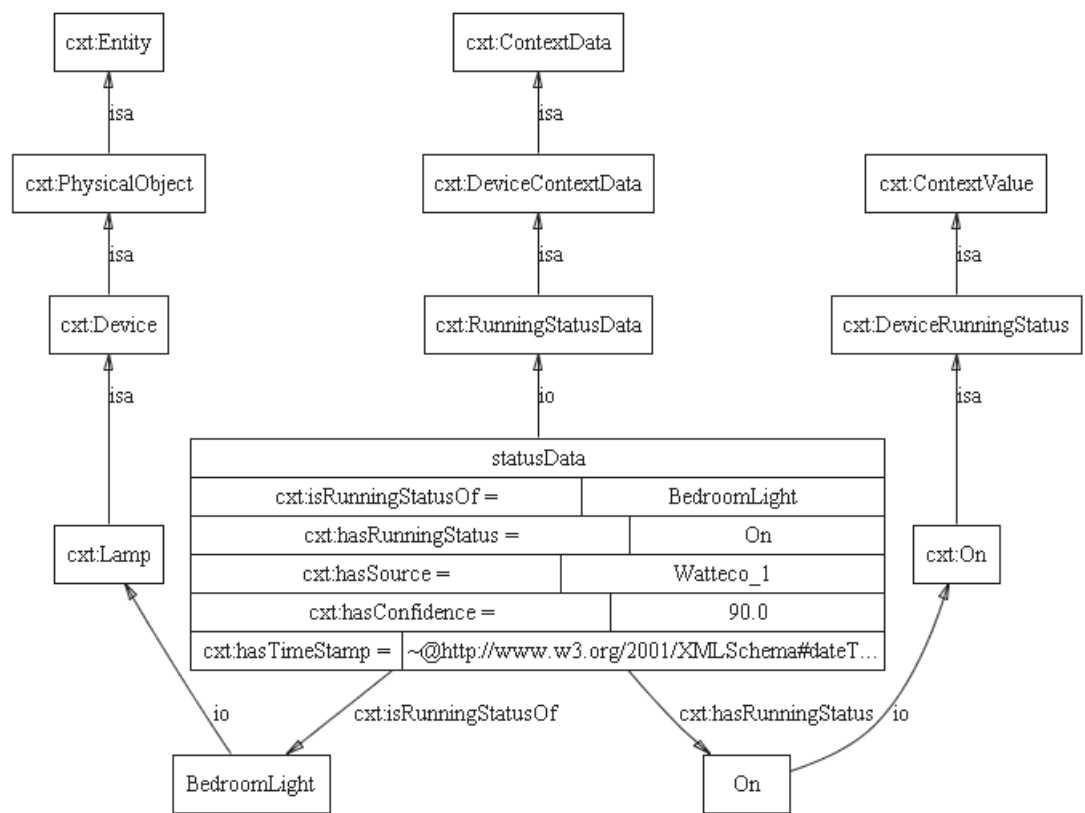 cxt:Entity
cxt:ContextData
isa
isa
cxt:PhysicalObject
cxt:DeviceContextData
cxt:ContextValue
isa
isa
isa
cxt:Device
cxt:RunningStatusData
cxt:DeviceRunningStatus
isa
io
isa
statusData
cxt:isRunningStatusOf =
BedroomLight
cxt:hasRunningStatus =
On
cxt:Lamp
cxt:hasSource =
Watteco_1
cxt:On
cxt:hasConfidence =
90.0
cxt:hasTimeStamp =
~@http://www.w3.org/2001/XMLSchema#dateT...
io
cxt:isRunningStatusOf
cxt:hasRunningStatus
io
BedroomLight
On